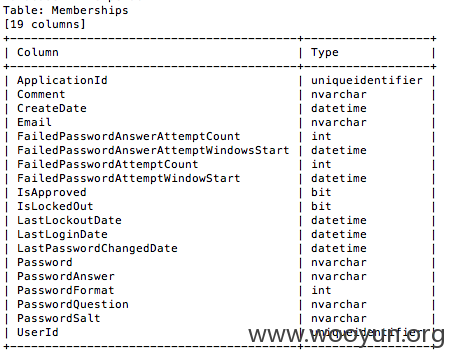 Table: Memberships
[19 columns]
+----------------------------------------+------------------+
| Column | Type |
+----------------------------------------+------------------+
| ApplicationId | uniqueidentifier |
| Comment | nvarchar |
| CreateDate | datetime |
| Email | nvarchar |
| FailedPasswordAnswerAttemptCount | int |
| FailedPasswordAnswerAttemptWindowsStart | datetime |
| FailedPasswordAttemptCount | int |
| FailedPasswordAttemptWindowStart | datetime |
| IsApproved | bit |
| IsLockedOut | bit |
| LastLockoutDate | datetime |
| LastLoginDate | datetime |
| LastPasswordChangedDate | datetime |
| Password | nvarchar |
| PasswordAnswer | nvarchar |
| PasswordFormat | int |
| PasswordQuestion | nvarchar |
| PasswordSalt | nvarchar |
| UserId | uniqueidentifier |
+----------------------------------------+------------------+
www.wooyun.org